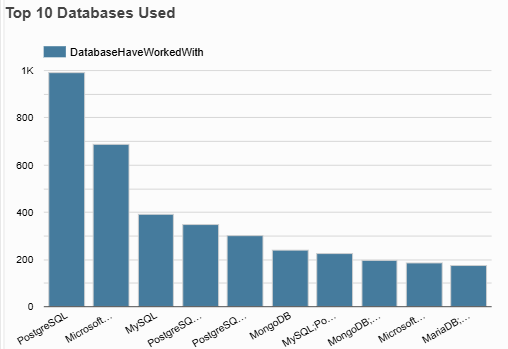 Top 10 Databases Used
DatabaseHaveWorkedWith
1K
800
600
400
200
0
PostgreSQL
Microsoft…
MySQL
PostgreSQ…
PostgreSQ…
MongoDB
MySQL;Po…
MongoDB;…
Microsoft…
MariaDB;…